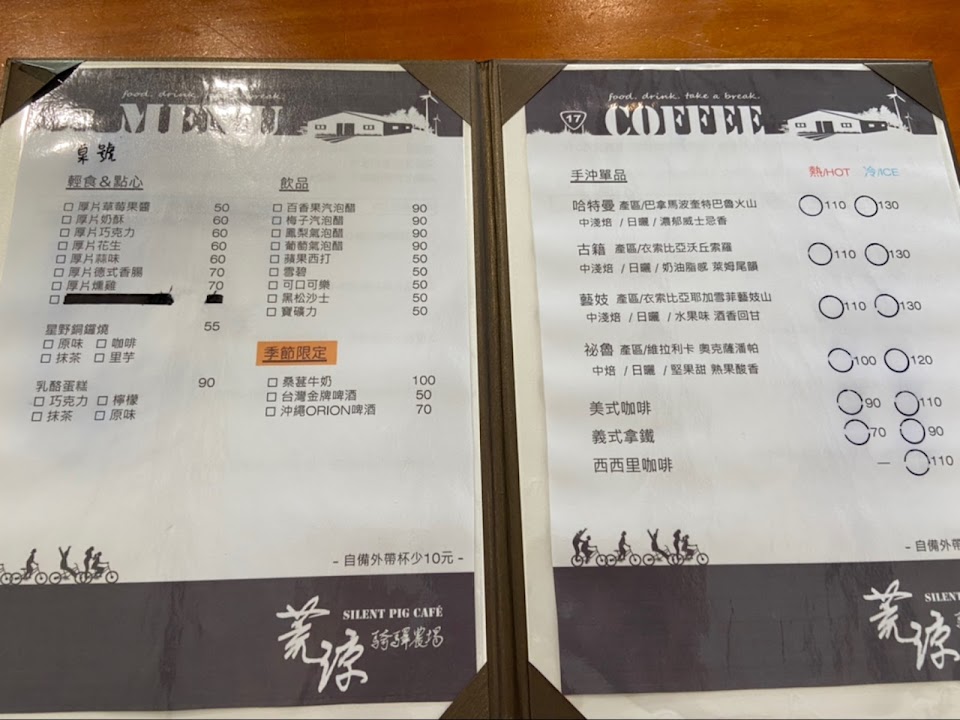 food. drink. take a break.
MENU
桌號
輕食＆點心
□ 厚片草莓果醬 50
□ 厚片奶酥 60
□ 厚片巧克力 60
□ 厚片花生 60
□ 厚片蒜味 60
□ 厚片德式香腸 70
□ 厚片燻雞 70
□
星野銅鑼燒 55
□ 原味 □ 咖啡
□ 抹茶 □ 里芋
乳酪蛋糕 90
□ 巧克力 □ 檸檬
□ 抹茶 □ 原味
飲品
□ 百香果汽泡醋 90
□ 梅子汽泡醋 90
□ 鳳梨氣泡醋 90
□ 葡萄氣泡醋 90
□ 蘋果西打 50
□ 雪碧 50
□ 可口可樂 50
□ 黑松沙士 50
□ 寶礦力 50
季節限定
□ 桑葚牛奶 100
□ 台灣金牌啤酒 50
□ 沖繩ORION啤酒 70
- 自備外帶杯少10元 -
SILENT PIG CAFÉ
荒漈 騎驛農場
food. drink. take a break.
17 COFFEE
手沖單品 熱/HOT 冷/ICE
哈特曼 產區/巴拿馬波奎特巴魯火山 110 130
中淺焙 / 日曬 / 濃郁威士忌香
古籍 產區/衣索比亞沃丘索羅 110 130
中淺焙 / 日曬 / 奶油脂感 萊姆尾韻
藝妓 產區/衣索比亞耶加雪菲藝妓山 110 130
中淺焙 / 日曬 / 水果味 酒香回甘
祕魯 產區/維拉利卡 奧克薩潘帕 100 120
中焙 / 日曬 / 堅果甜 熟果酸香
美式咖啡 90 110
義式拿鐵 70 90
西西里咖啡 — 110
- 自備外帶
SILENT